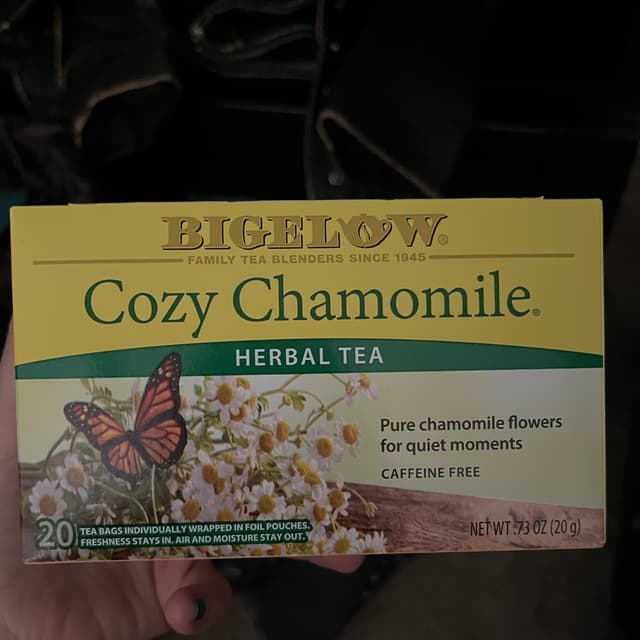 BIGELOW®
FAMILY TEA BLENDERS SINCE 1945
Cozy Chamomile®
HERBAL TEA
Pure chamomile flowers
for quiet moments
CAFFEINE FREE
20 TEA BAGS INDIVIDUALLY WRAPPED IN FOIL POUCHES.
FRESHNESS STAYS IN. AIR AND MOISTURE STAY OUT.
NET WT .73 OZ (20 g)